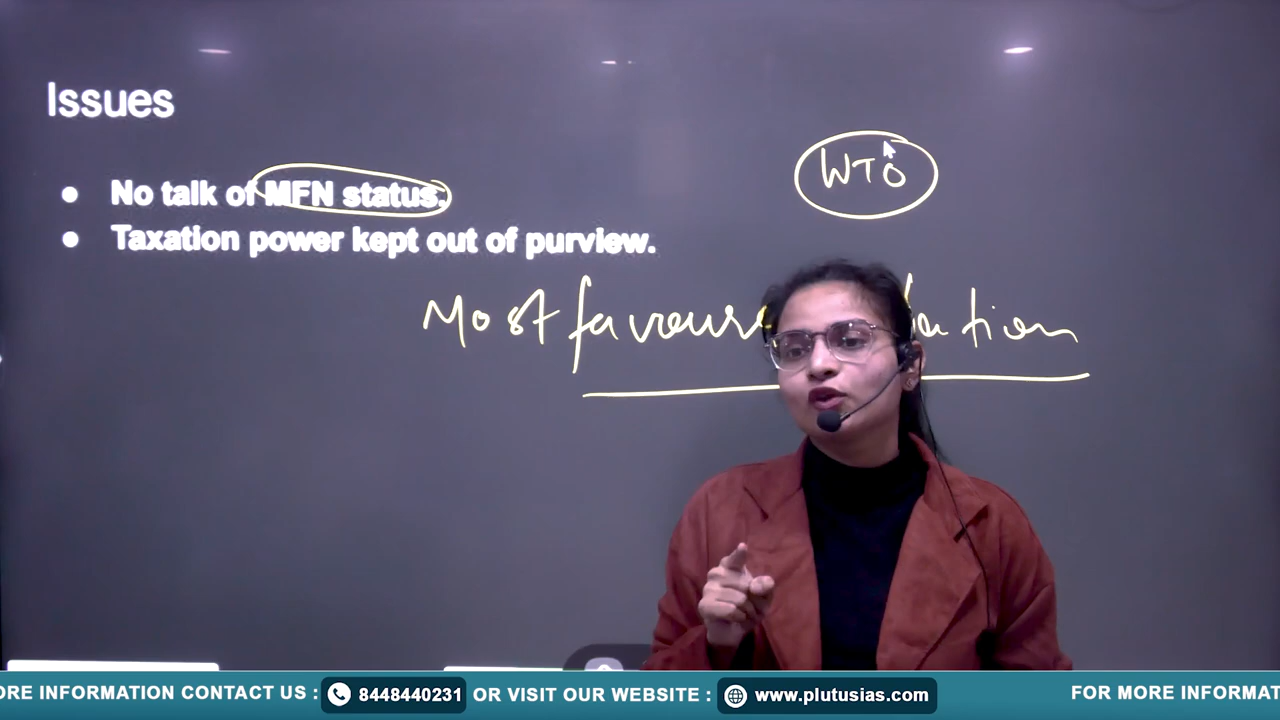 Issues
WTO
• No talk of MFN status.
• Taxation power kept out of purview.
Most
ORE INFORMATION CONTACT US : 8448440231 OR VISIT OUR WEBSITE : www.plutusias.com FOR MORE INFORMAT